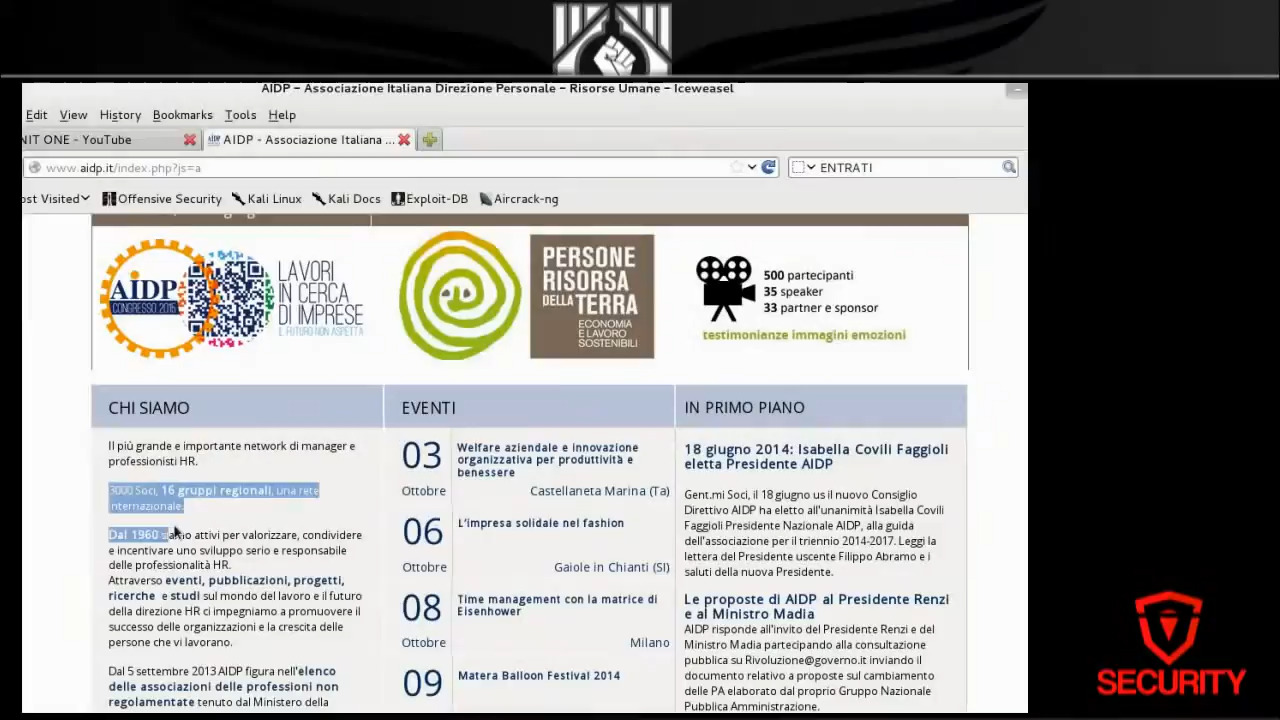 AIDP – Associazione Italiana Direzione Personale – Risorse Umane – Iceweasel
Edit View History Bookmarks Tools Help
NIT ONE - YouTube
AIDP - Associazione Italiana ...
www.aidp.it/index.php?js=a
ENTRATI
ost Visited
Offensive Security
Kali Linux
Kali Docs
Exploit-DB
Aircrack-ng
AIDP
CONGRESSO 2015
LAVORI
IN CERCA
DI IMPRESE
IL FUTURO NON ASPETTA
PERSONE
RISORSA
DELLA TERRA
ECONOMIA
E LAVORO
SOSTENIBILI
500 partecipanti
35 speaker
33 partner e sponsor
testimonianze immagini emozioni
CHI SIAMO
Il più grande e importante network di manager e
professionisti HR.
3000 Soci, 16 gruppi regionali, una rete
internazionale.
Dal 1960 siamo attivi per valorizzare, condividere
e incentivare uno sviluppo serio e responsabile
delle professionalità HR.
Attraverso eventi, pubblicazioni, progetti,
ricerche e studi sul mondo del lavoro e il futuro
della direzione HR ci impegniamo a promuovere il
successo delle organizzazioni e la crescita delle
persone che vi lavorano.
Dal 5 settembre 2013 AIDP figura nell'elenco
delle associazioni delle professioni non
regolamentate tenuto dal Ministero della
EVENTI
03
Ottobre
Welfare aziendale e innovazione
organizzativa per produttività e
benessere
Castellaneta Marina (Ta)
06
Ottobre
L'impresa solidale nel fashion
Gaiole in Chianti (SI)
08
Ottobre
Time management con la matrice di
Eisenhower
Milano
09
Matera Balloon Festival 2014
IN PRIMO PIANO
18 giugno 2014: Isabella Covili Faggioli
eletta Presidente AIDP
Gent.mi Soci, il 18 giugno us il nuovo Consiglio
Direttivo AIDP ha eletto all'unanimità Isabella Covili
Faggioli Presidente Nazionale AIDP, alla guida
dell'associazione per il triennio 2014-2017. Leggi la
lettera del Presidente uscente Filippo Abramo e i
saluti della nuova Presidente.
Le proposte di AIDP al Presidente Renzi
e al Ministro Madia
AIDP risponde all'invito del Presidente Renzi e del
Ministro Madia partecipando alla consultazione
pubblica su Rivoluzione@governo.it inviando il
documento relativo a proposte sul cambiamento
delle PA elaborato dal proprio Gruppo Nazionale
Pubblica Amministrazione.
SECURITY